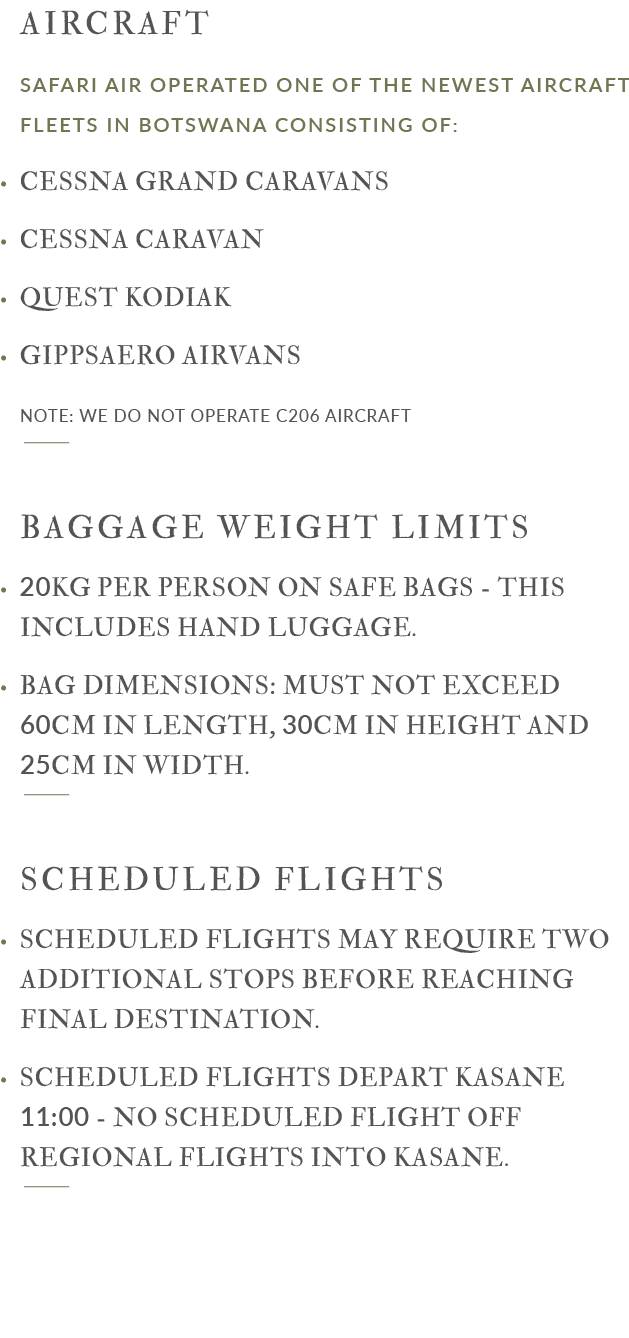 AIRCRAFT
SAFARI AIR OPERATED ONE OF THE NEWEST AIRCRAFT
FLEETS IN BOTSWANA CONSISTING OF:
• CESSNA GRAND CARAVANS
• CESSNA CARAVAN
• QUEST KODIAK
• GIPPSAERO AIRVANS
NOTE: WE DO NOT OPERATE C206 AIRCRAFT
BAGGAGE WEIGHT LIMITS
• 20KG PER PERSON ON SAFE BAGS - THIS
INCLUDES HAND LUGGAGE.
• BAG DIMENSIONS: MUST NOT EXCEED
60CM IN LENGTH, 30CM IN HEIGHT AND
25CM IN WIDTH.
SCHEDULED FLIGHTS
• SCHEDULED FLIGHTS MAY REQUIRE TWO
ADDITIONAL STOPS BEFORE REACHING
FINAL DESTINATION.
• SCHEDULED FLIGHTS DEPART KASANE
11:00 - NO SCHEDULED FLIGHT OFF
REGIONAL FLIGHTS INTO KASANE.